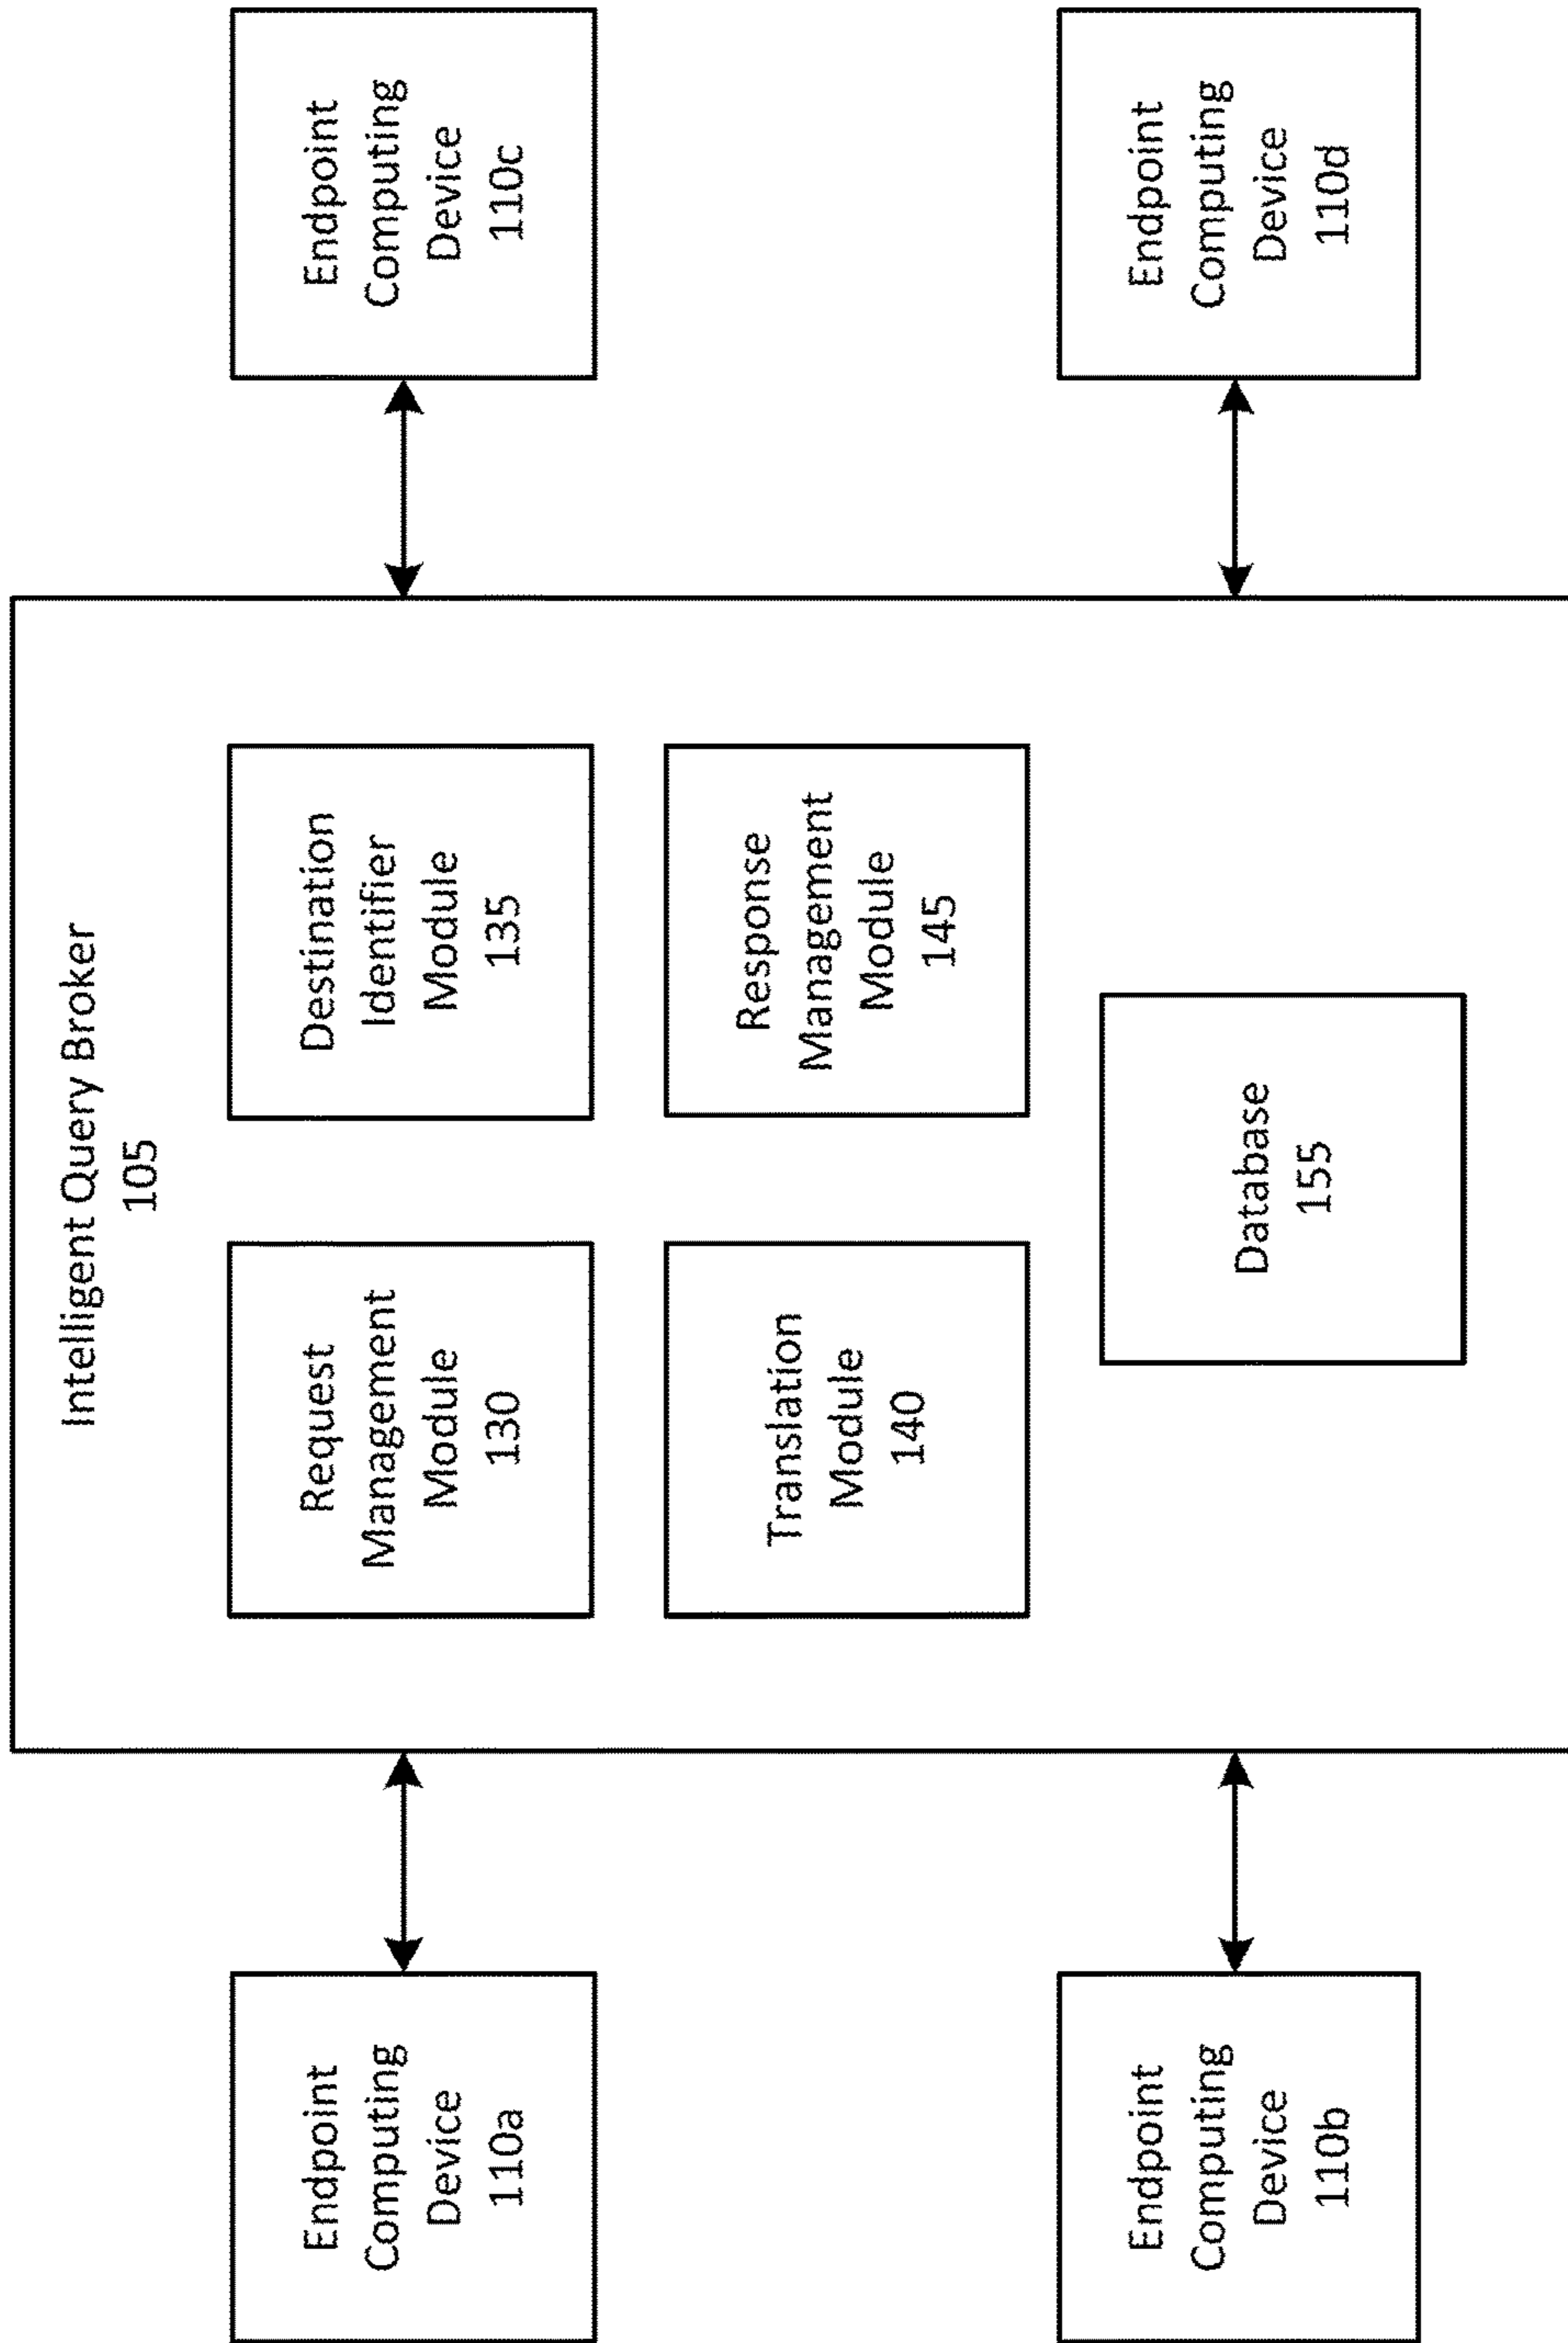 Intelligent Query Broker
105
Endpoint
Computing
Device
110a
Request
Management
Module
130
Destination
Identifier
Module
135
Endpoint
Computing
Device
110c
Translation
Module
140
Response
Management
Module
145
Endpoint
Computing
Device
110b
Database
155
Endpoint
Computing
Device
110d